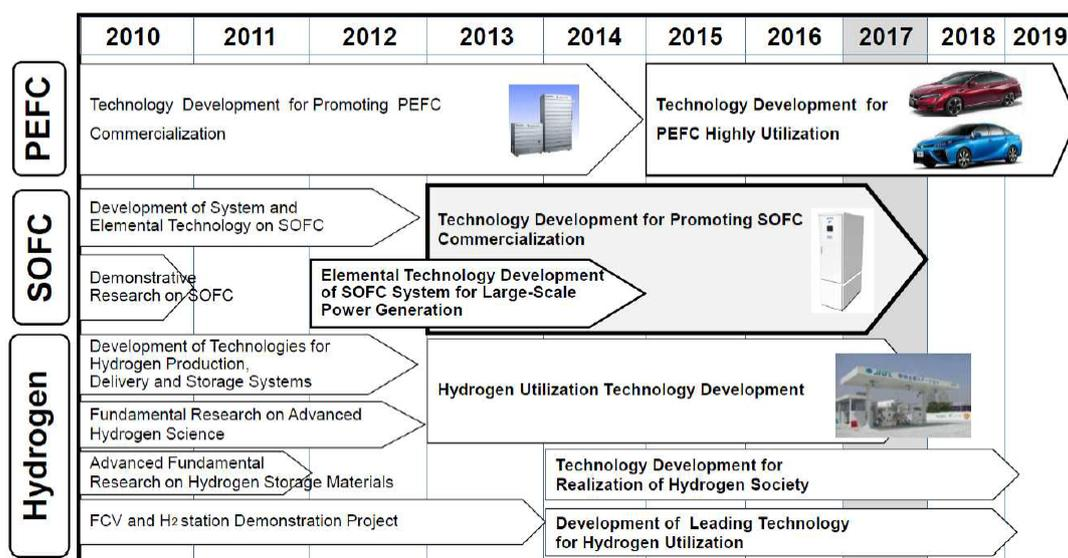 2010 2011 2012 2013 2014 2015 2016 2017 2018 2019
PEFC
Technology Development for Promoting PEFC
Commercialization
Technology Development for
PEFC Highly Utilization
SOFC
Development of System and
Elemental Technology on SOFC
Technology Development for Promoting SOFC
Commercialization
Demonstrative
Research on SOFC
Elemental Technology Development
of SOFC System for Large-Scale
Power Generation
Hydrogen
Development of Technologies for
Hydrogen Production,
Delivery and Storage Systems
Hydrogen Utilization Technology Development
Fundamental Research on Advanced
Hydrogen Science
Advanced Fundamental
Research on Hydrogen Storage Materials
Technology Development for
Realization of Hydrogen Society
FCV and H2 station Demonstration Project
Development of Leading Technology
for Hydrogen Utilization